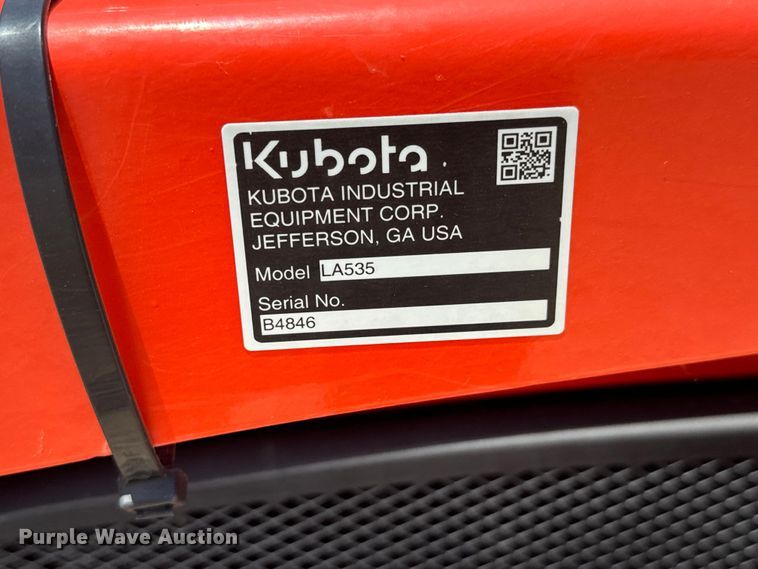 Kubota
KUBOTA INDUSTRIAL
EQUIPMENT CORP.
JEFFERSON, GA USA
Model LA535
Serial No.
B4846
Purple Wave Auction